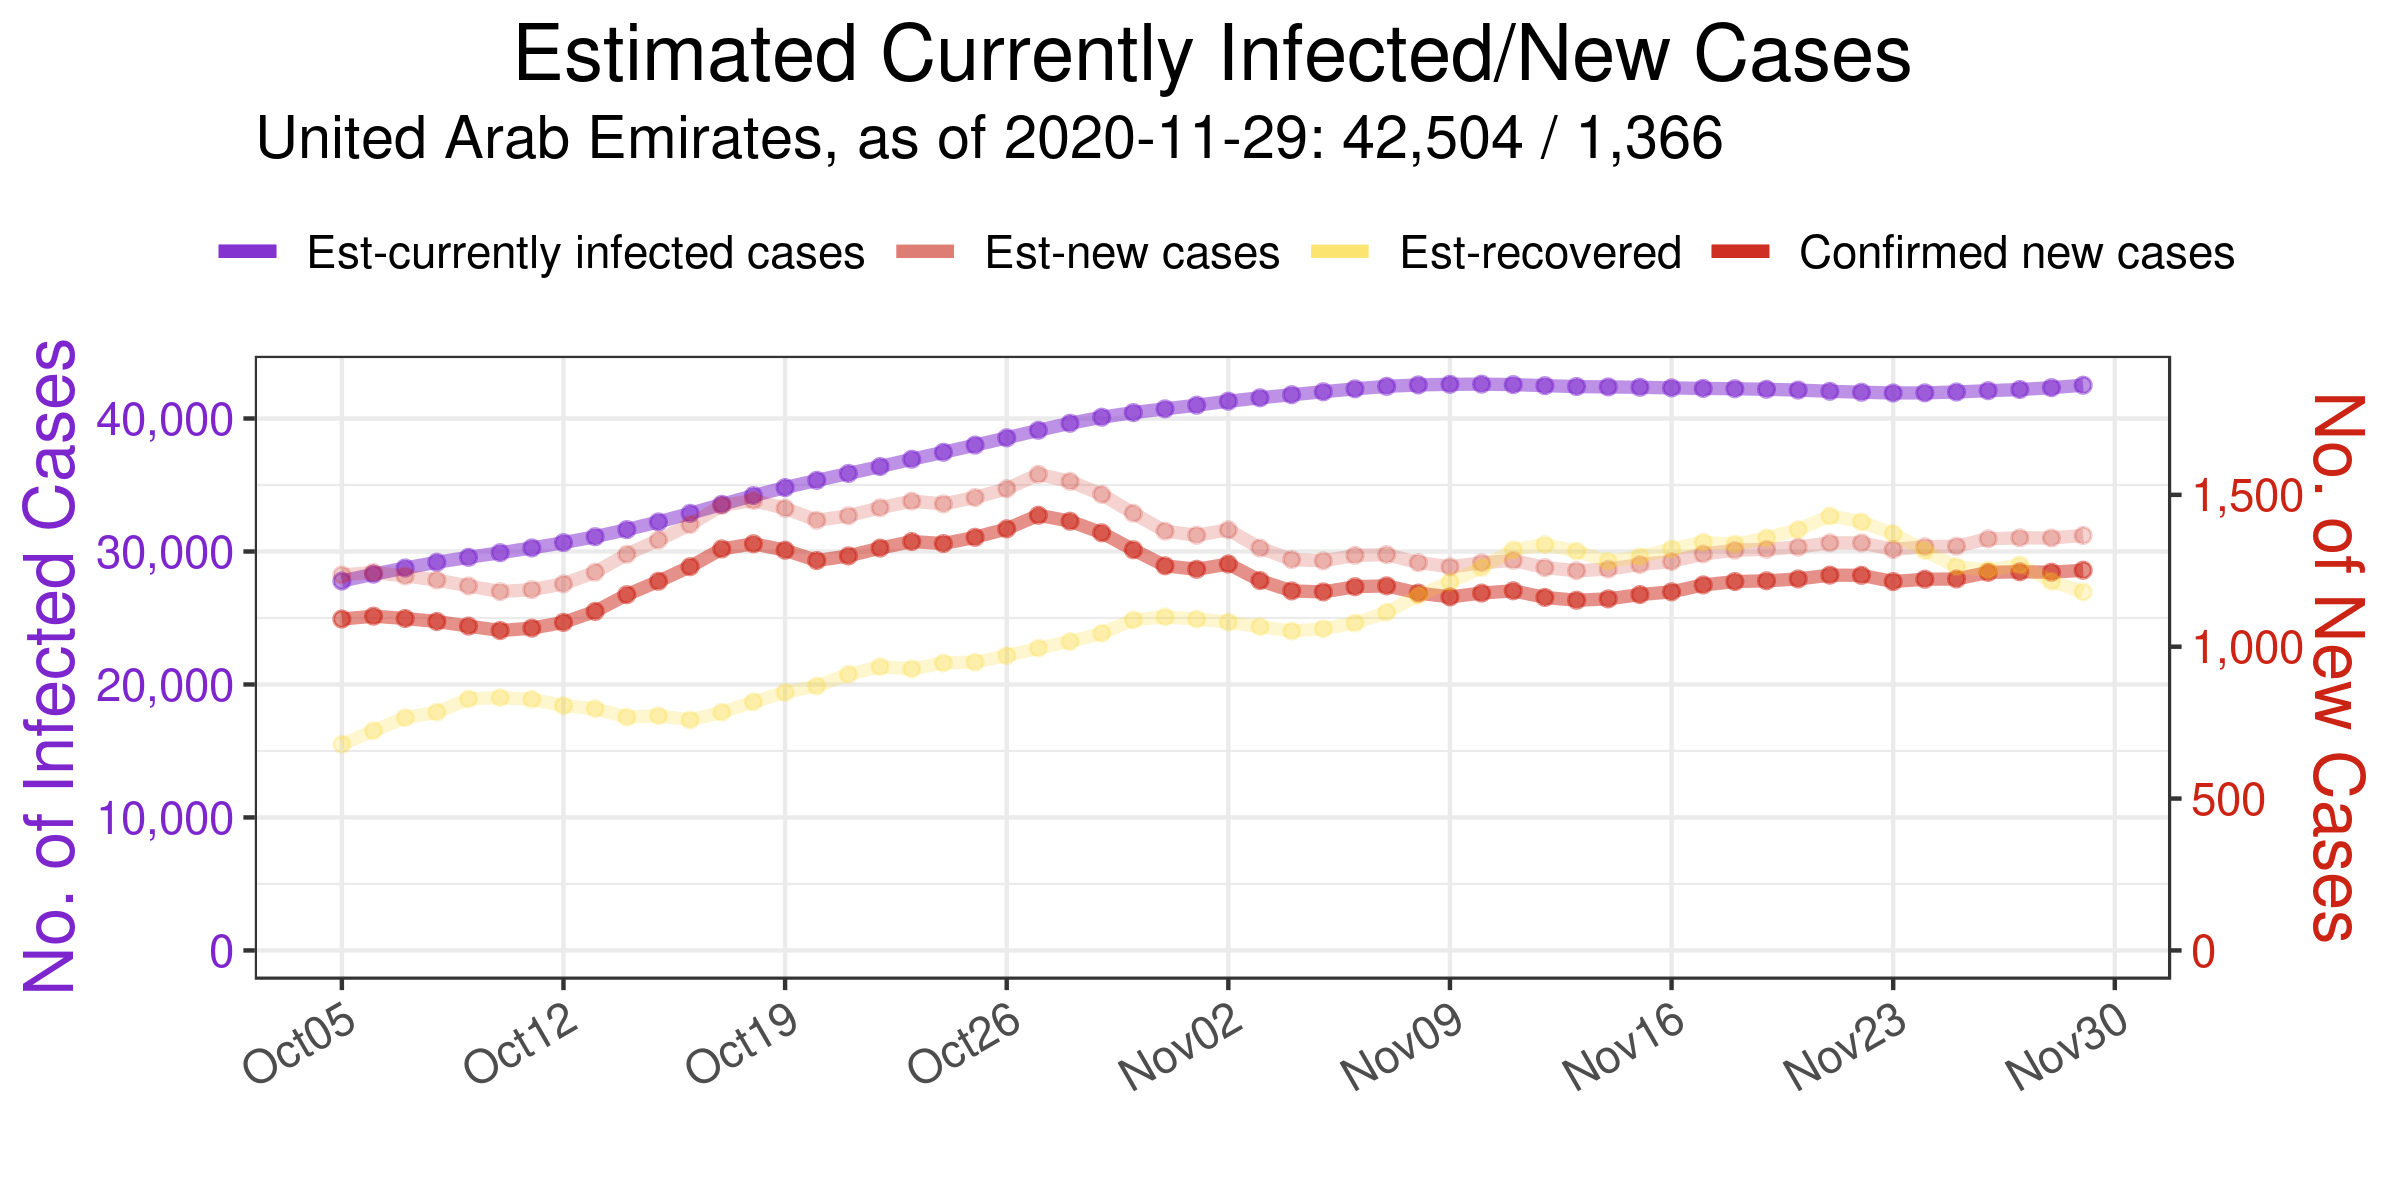 Estimated Currently Infected/New Cases
United Arab Emirates, as of 2020-11-29: 42,504 / 1,366
Est-currently infected cases Est-new cases Est-recovered Confirmed new cases
No. of Infected Cases
40,000
30,000
20,000
10,000
0
No. of New Cases
1,500
1,000
500
0
Oct05 Oct12 Oct19 Oct26 Nov02 Nov09 Nov16 Nov23 Nov30